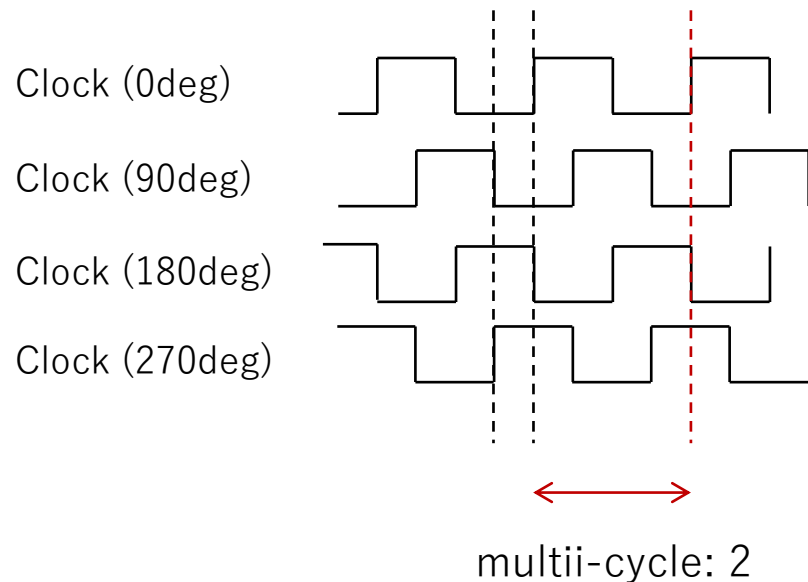 Clock (0deg)
Clock (90deg)
Clock (180deg)
Clock (270deg)
multii-cycle: 2